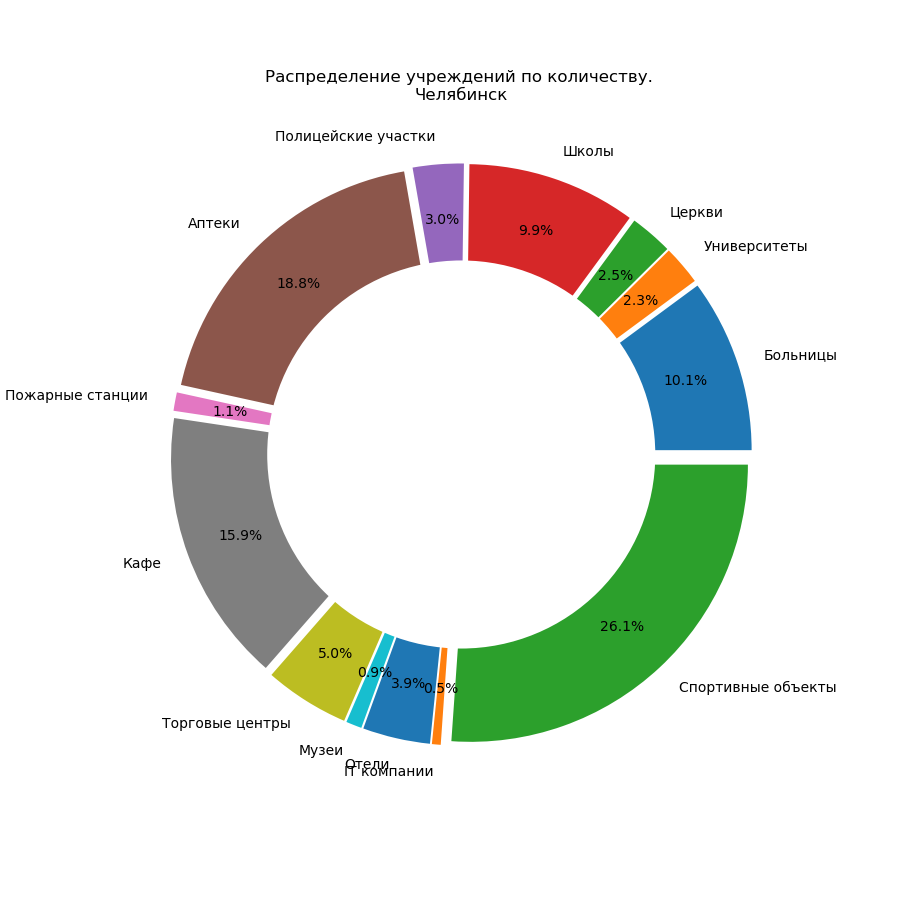 Распределение учреждений по количеству.
Челябинск
Полицейские участки
Школы
Церкви
Университеты
Аптеки
Больницы
Пожарные станции
Кафе
Торговые центры
Музеи
Отели
IT компании
Спортивные объекты
3.0%
9.9%
2.5%
2.3%
18.8%
10.1%
1.1%
15.9%
5.0%
0.9%
3.9%
0.5%
26.1%